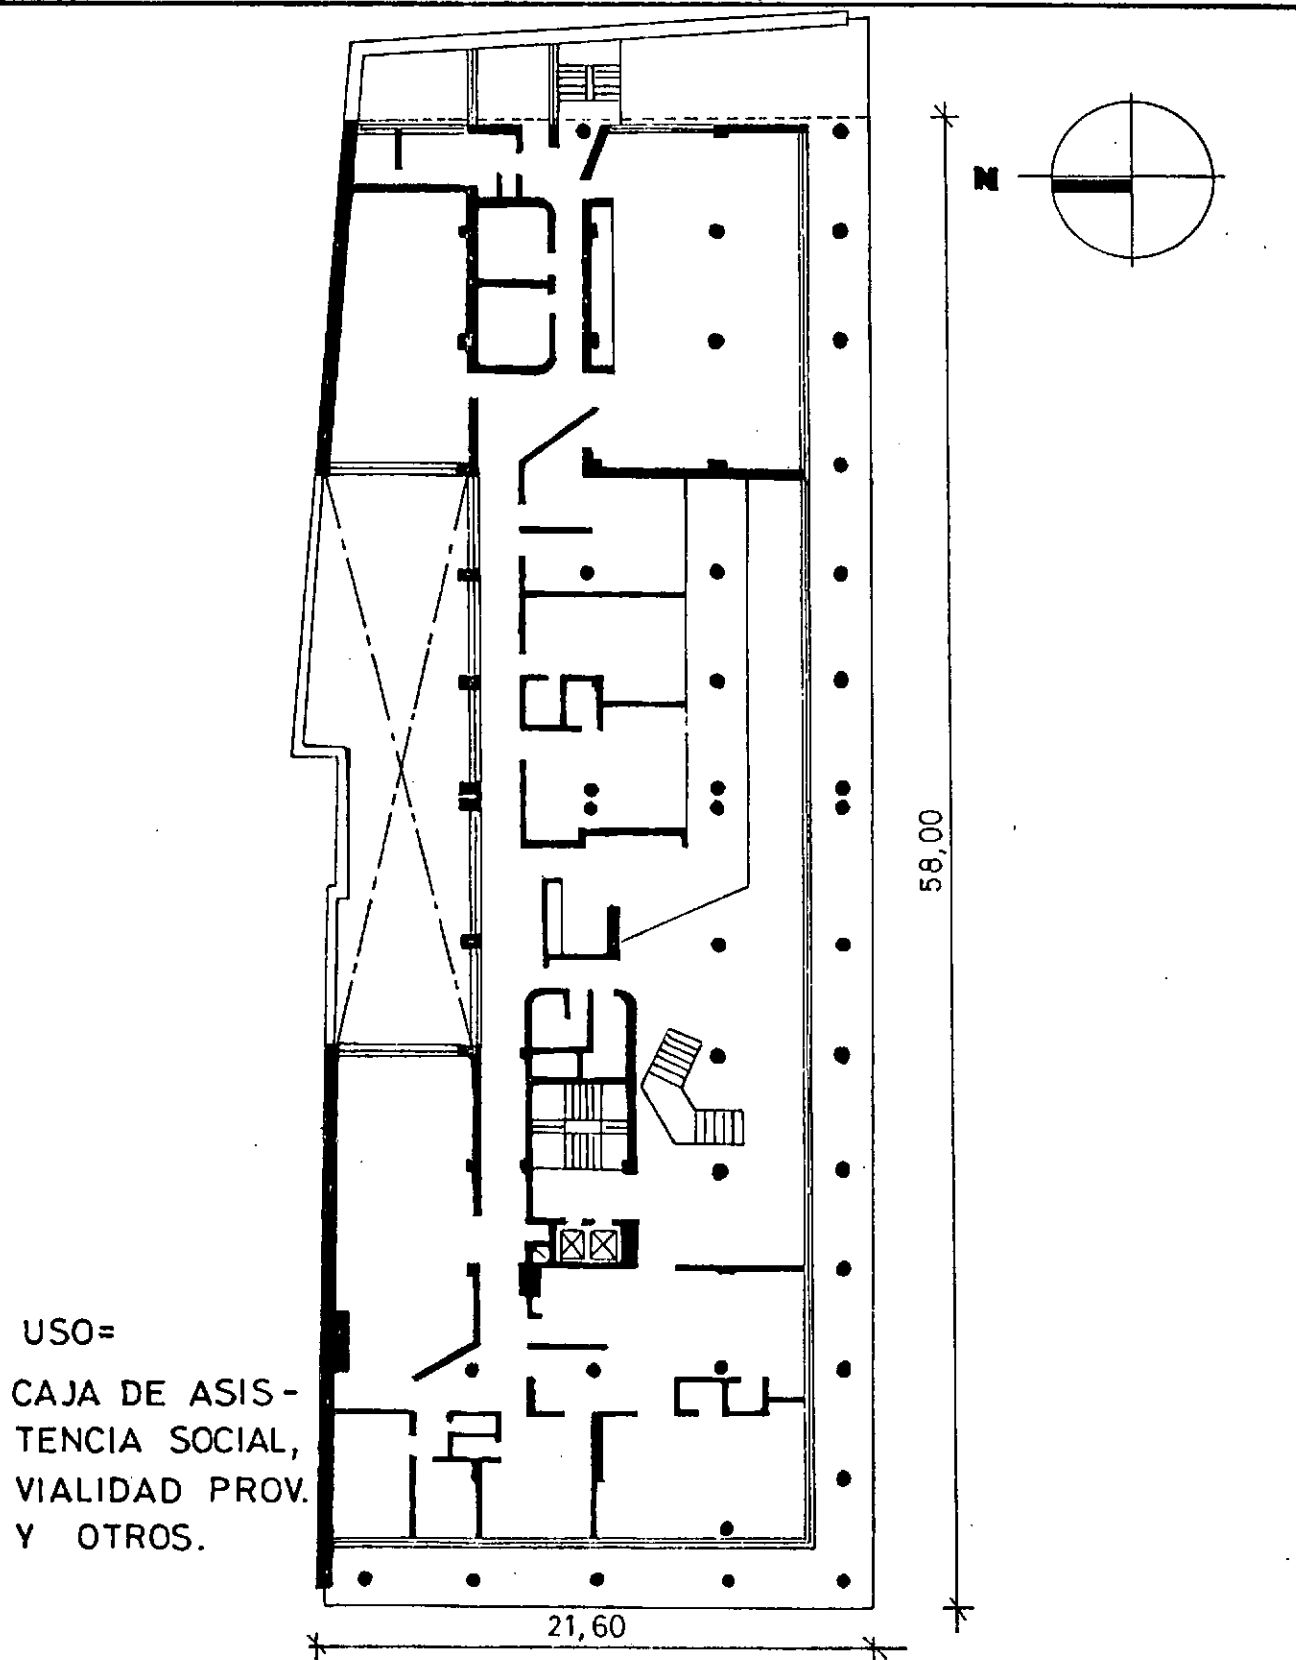 N
58,00
USO=
CAJA DE ASIS-
TENCIA SOCIAL,
VIALIDAD PROV.
Y OTROS.
21,60